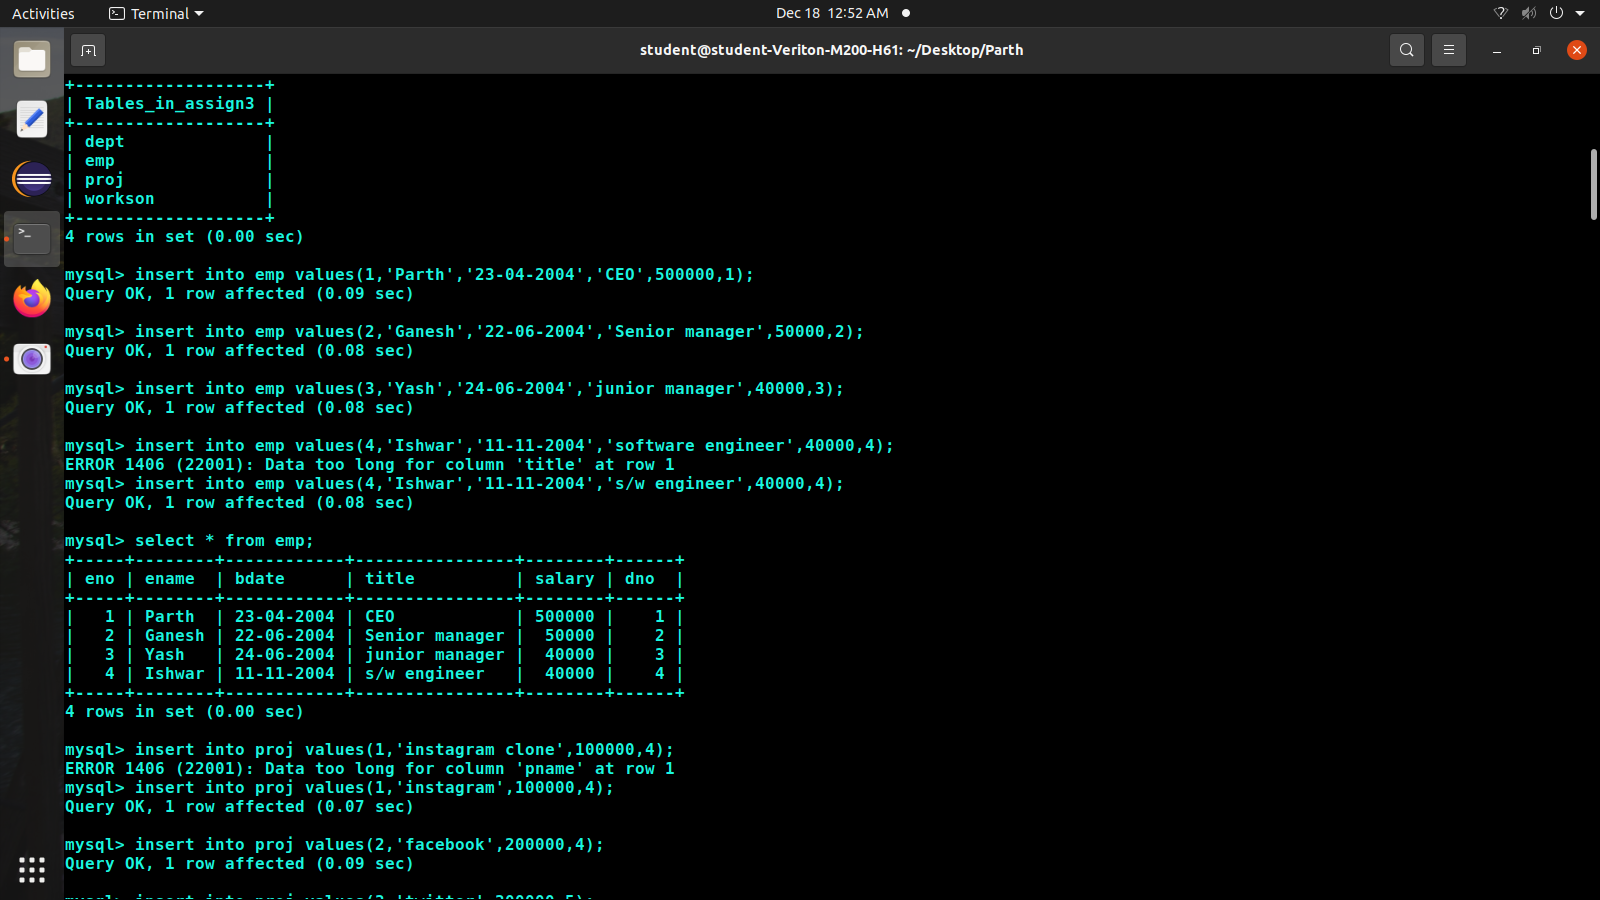 Activities
Terminal
Dec 18 12:52 AM
student@student-Veriton-M200-H61: ~/Desktop/Parth
+-------------------+
| Tables_in_assign3 |
+-------------------+
| dept              |
| emp               |
| proj              |
| workson           |
+-------------------+
4 rows in set (0.00 sec)
mysql> insert into emp values(1,'Parth','23-04-2004','CEO',500000,1);
Query OK, 1 row affected (0.09 sec)
mysql> insert into emp values(2,'Ganesh','22-06-2004','Senior manager',50000,2);
Query OK, 1 row affected (0.08 sec)
mysql> insert into emp values(3,'Yash','24-06-2004','junior manager',40000,3);
Query OK, 1 row affected (0.08 sec)
mysql> insert into emp values(4,'Ishwar','11-11-2004','software engineer',40000,4);
ERROR 1406 (22001): Data too long for column 'title' at row 1
mysql> insert into emp values(4,'Ishwar','11-11-2004','s/w engineer',40000,4);
Query OK, 1 row affected (0.08 sec)
mysql> select * from emp;
+-----+--------+------------+----------------+--------+------+
| eno | ename  | bdate      | title          | salary | dno  |
+-----+--------+------------+----------------+--------+------+
|   1 | Parth  | 23-04-2004 | CEO            | 500000 |    1 |
|   2 | Ganesh | 22-06-2004 | Senior manager |  50000 |    2 |
|   3 | Yash   | 24-06-2004 | junior manager |  40000 |    3 |
|   4 | Ishwar | 11-11-2004 | s/w engineer   |  40000 |    4 |
+-----+--------+------------+----------------+--------+------+
4 rows in set (0.00 sec)
mysql> insert into proj values(1,'instagram clone',100000,4);
ERROR 1406 (22001): Data too long for column 'pname' at row 1
mysql> insert into proj values(1,'instagram',100000,4);
Query OK, 1 row affected (0.07 sec)
mysql> insert into proj values(2,'facebook',200000,4);
Query OK, 1 row affected (0.09 sec)
mysql> insert into proj values(3,'twitter',300000,5);